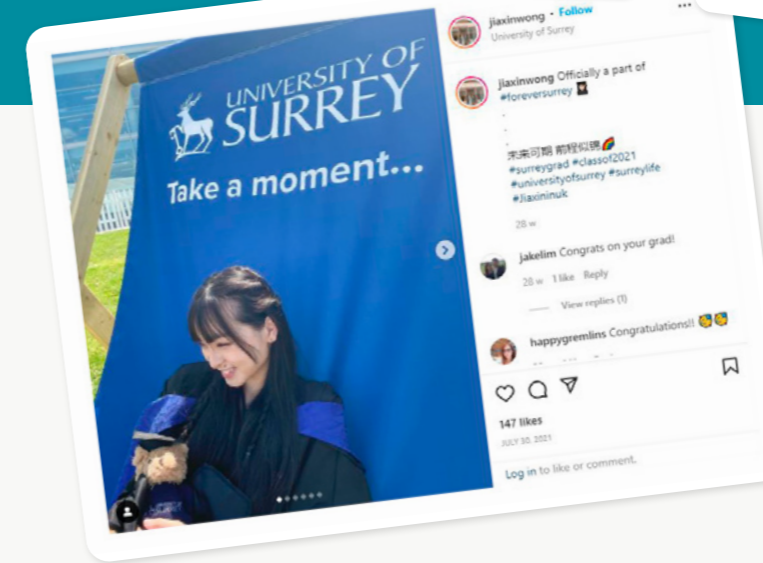 UNIVERSITY OF
SURREY
Take a moment...
jiaxinwong • Follow
University of Surrey
jiaxinwong Officially a part of
#foreversurrey
.
.
.
未来可期 前程似锦🌈
#surreygrad #classof2021
#universityofsurrey #surreylife
#Jiaxininuk
28 w
jakelim Congrats on your grad!
28 w 1 like Reply
View replies (1)
happygremlins Congratulations!!
147 likes
JULY 30, 2021
Log in to like or comment.